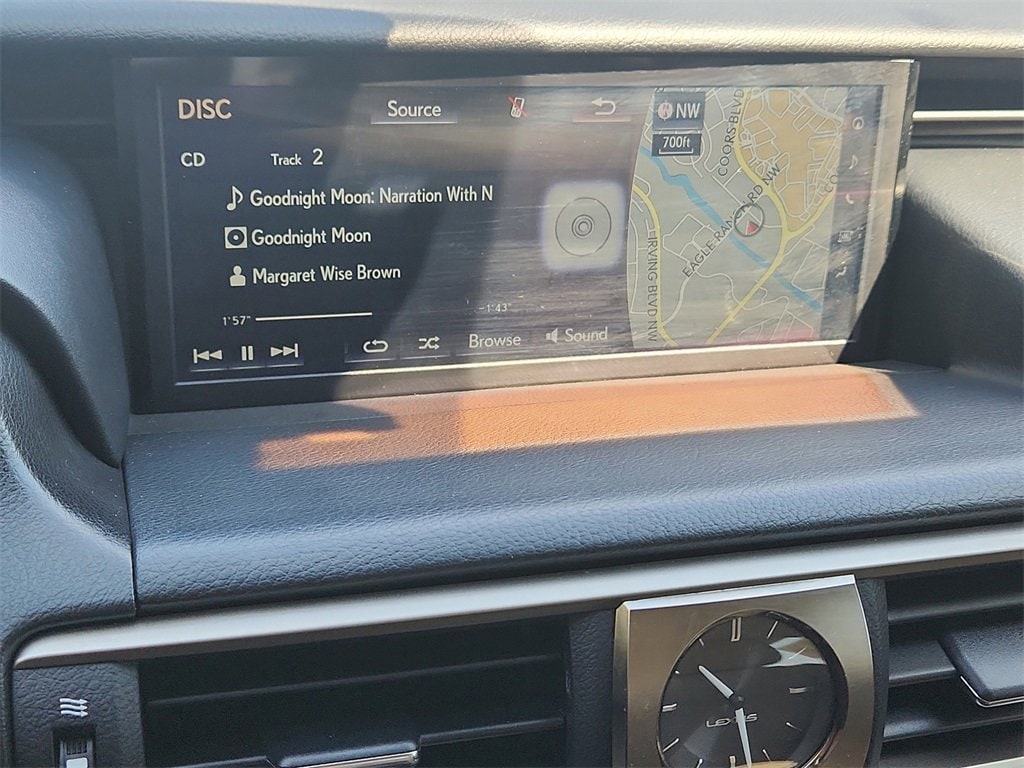 DISC
Source
CD
Track 2
Goodnight Moon: Narration With N
Goodnight Moon
Margaret Wise Brown
1'57"
-1'43"
Browse
Sound
NW
700ft
COORS BLVD
EAGLE RANCH RD NW
IRVING BLVD NW
CO
LEXUS